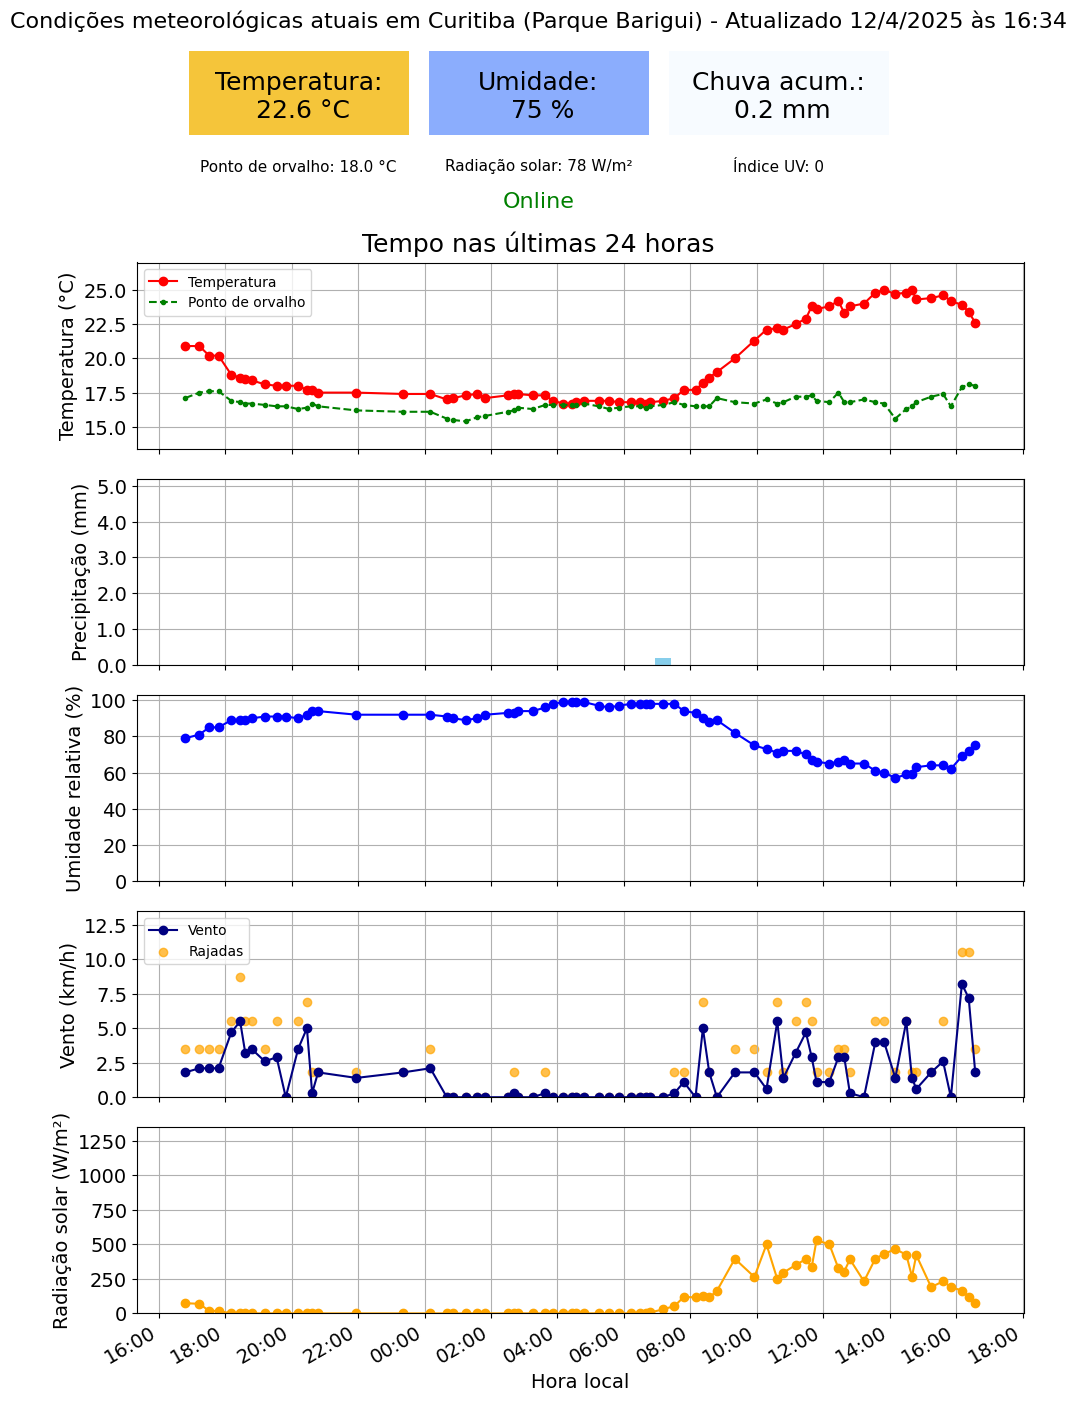 Condições meteorológicas atuais em Curitiba (Parque Barigui) - Atualizado 12/4/2025 às 16:34
Temperatura:
22.6 °C
Umidade:
75 %
Chuva acum.:
0.2 mm
Ponto de orvalho: 18.0 °C
Radiação solar: 78 W/m²
Índice UV: 0
Online
Tempo nas últimas 24 horas
Temperatura (°C)
25.0
22.5
20.0
17.5
15.0
Temperatura
Ponto de orvalho
Precipitação (mm)
5.0
4.0
3.0
2.0
1.0
0.0
Umidade relativa (%)
100
80
60
40
20
0
Vento (km/h)
12.5
10.0
7.5
5.0
2.5
0.0
Vento
Rajadas
Radiação solar (W/m²)
1250
1000
750
500
250
0
16:00
18:00
20:00
22:00
00:00
02:00
04:00
06:00
08:00
10:00
12:00
14:00
16:00
18:00
Hora local